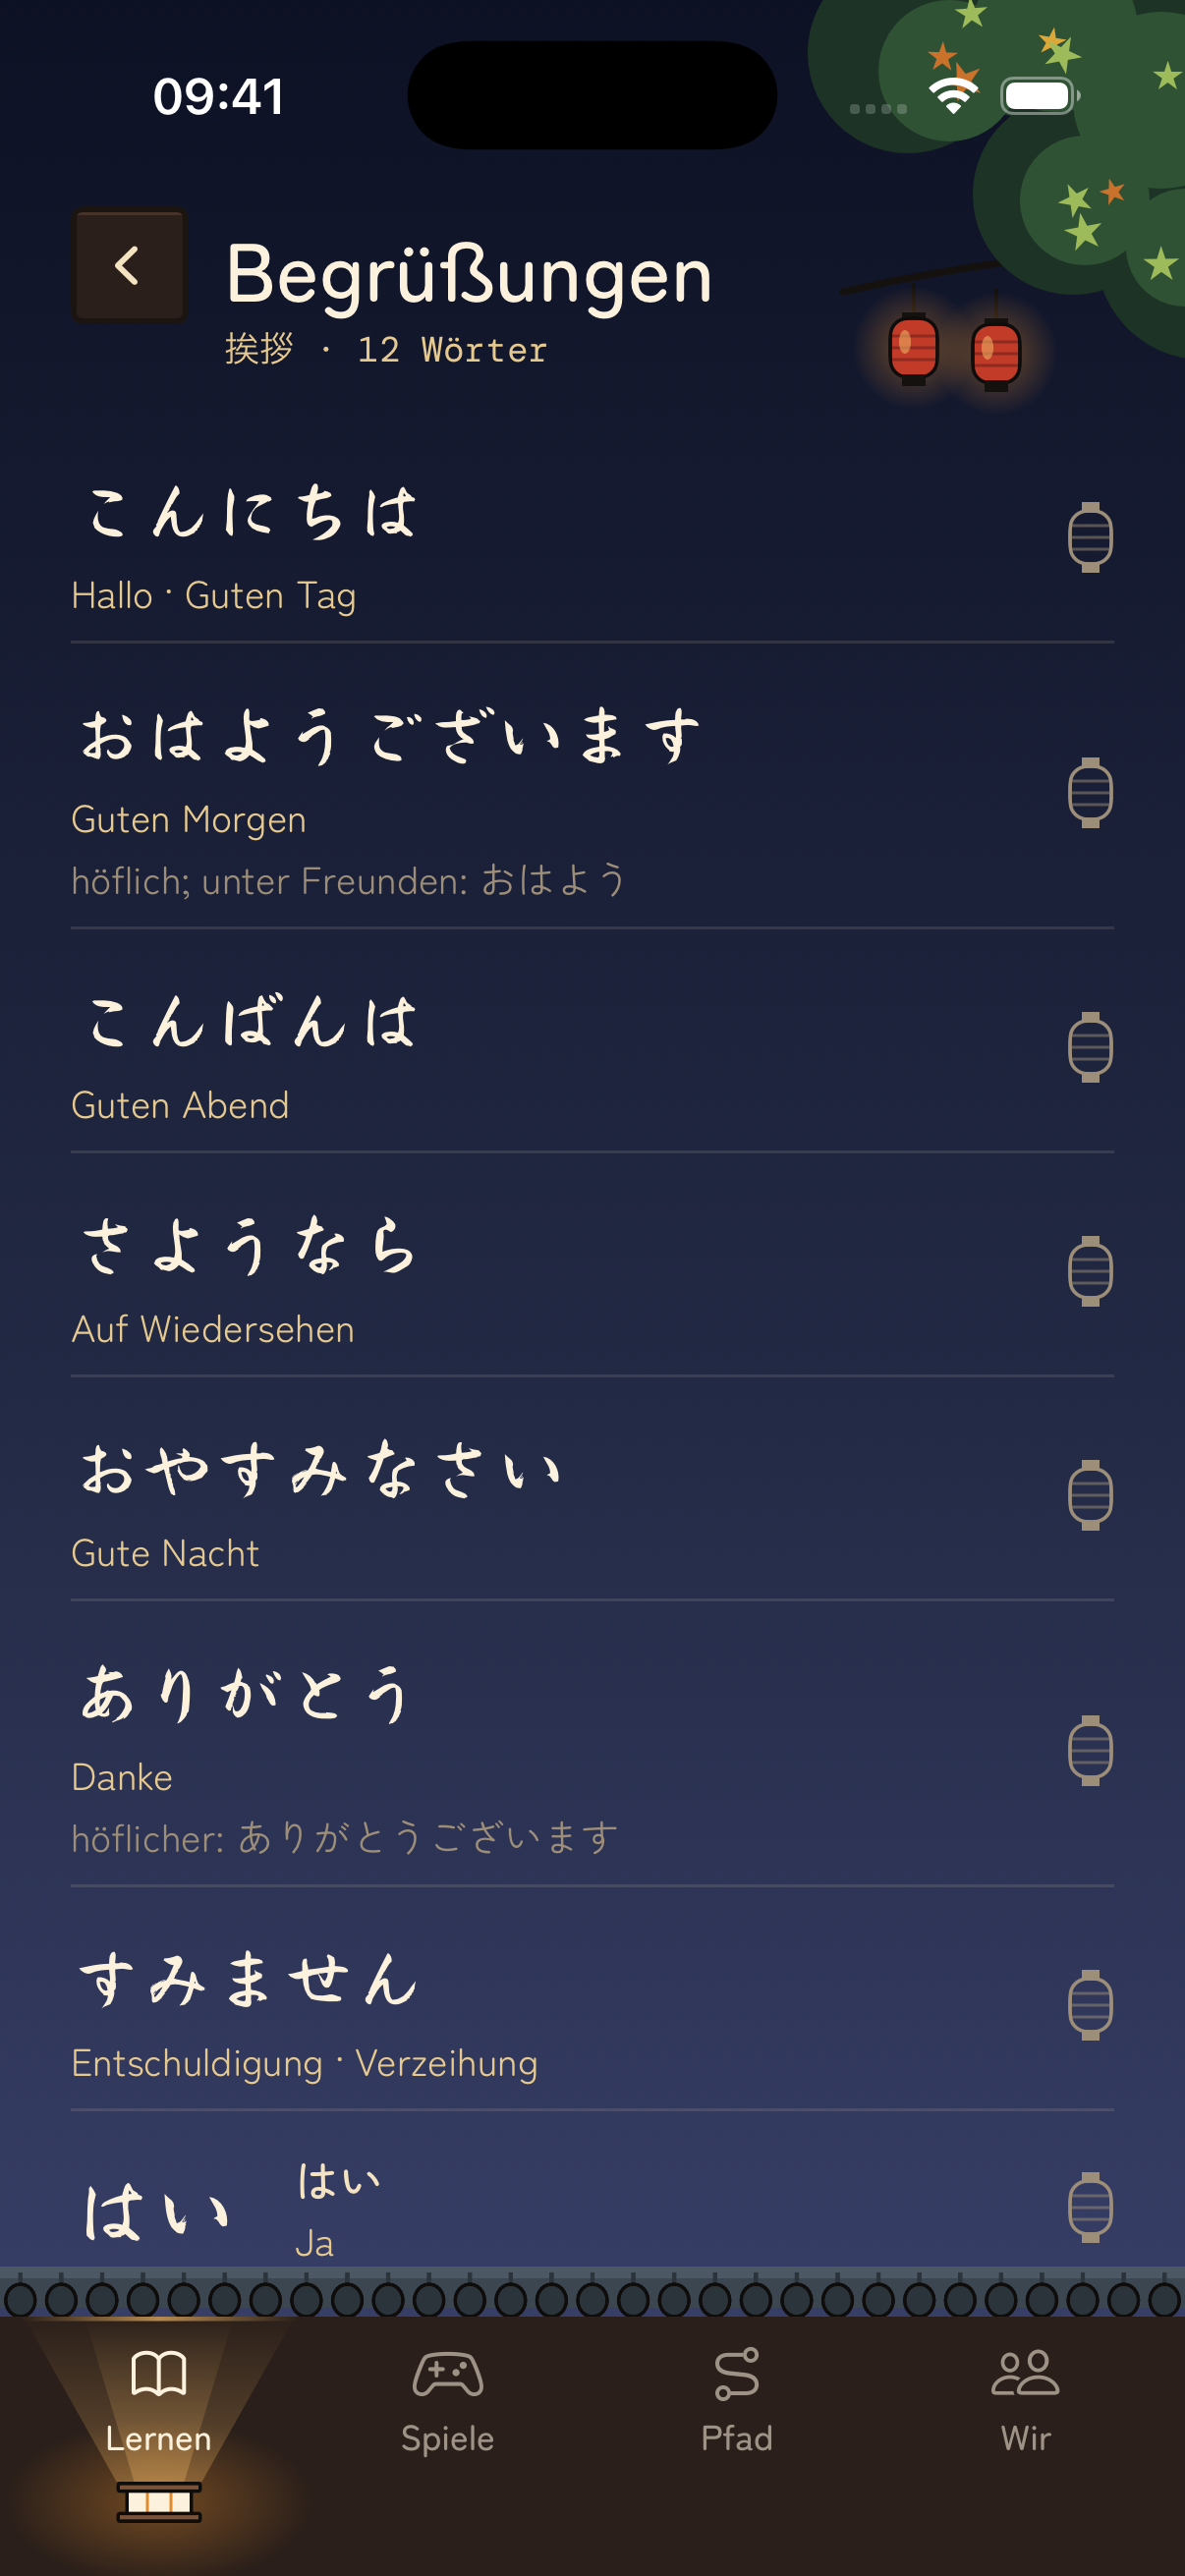 09:41
Begrüßungen
挨拶 · 12 Wörter
こんにちは
Hallo · Guten Tag
おはようございます
Guten Morgen
höflich; unter Freunden: おはよう
こんばんは
Guten Abend
さようなら
Auf Wiedersehen
おやすみなさい
Gute Nacht
ありがとう
Danke
höflicher: ありがとうございます
すみません
Entschuldigung · Verzeihung
はい はい
Ja
Lernen Spiele Pfad Wir